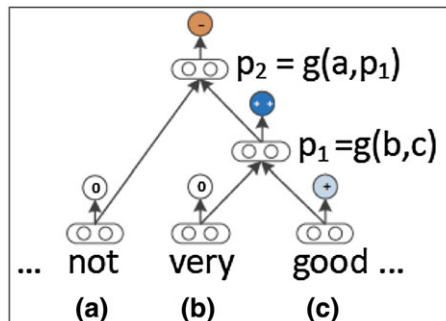 -
p₂ = g(a,p₁)
+ +
p₁ =g(b,c)
0 0 +
... not very good ...
(a) (b) (c)